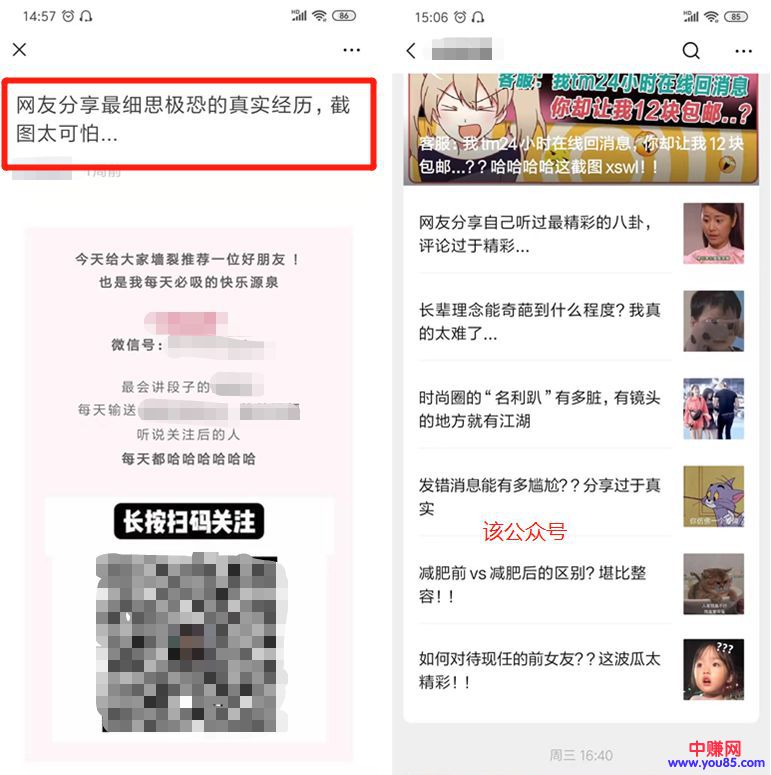 14:57
HD
86
网友分享最细思极恐的真实经历，截
图太可怕...
1周前
今天给大家墙裂推荐一位好朋友！
也是我每天必吸的快乐源泉
微信号：
最会讲段子的
每天输送
听说关注后的人
每天都哈哈哈哈哈哈
长按扫码关注
15:06
HD
85
客服：我tm24小时在线回消息
你却让我12块包邮..?
客服：我tm24小时在线回消息，你却让我12块
包邮...？？哈哈哈哈这截图xswl！！
网友分享自己听过最精彩的八卦，
评论过于精彩...
长辈理念能奇葩到什么程度？我真
的太难了...
时尚圈的“名利趴”有多脏，有镜头
的地方就有江湖
发错消息能有多尴尬？？分享过于真
实
该公众号
减肥前vs减肥后的区别？堪比整
容！！
如何对待现任的前女友？？这波瓜太
精彩！！
???
周三 16:40
中赚网
www.you85.com